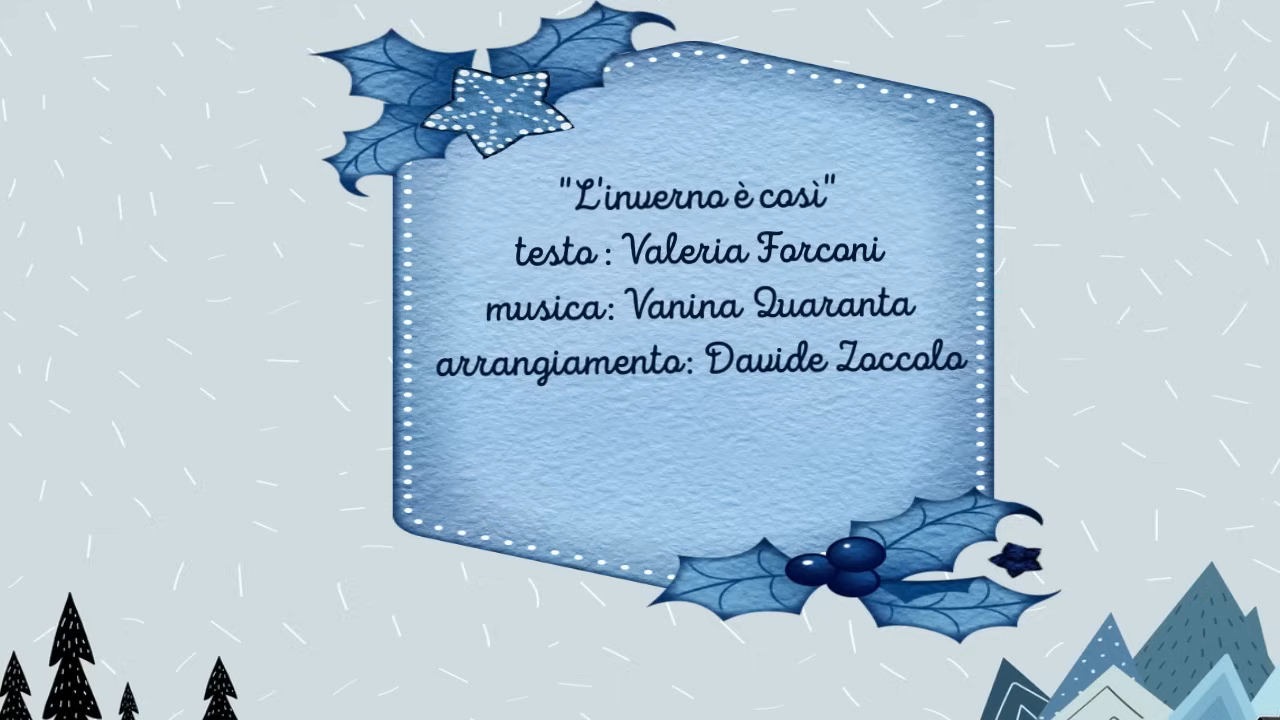 "L'inverno è così"
testo : Valeria Forconi
musica: Vanina Quaranta
arrangiamento: Davide Zoccolo